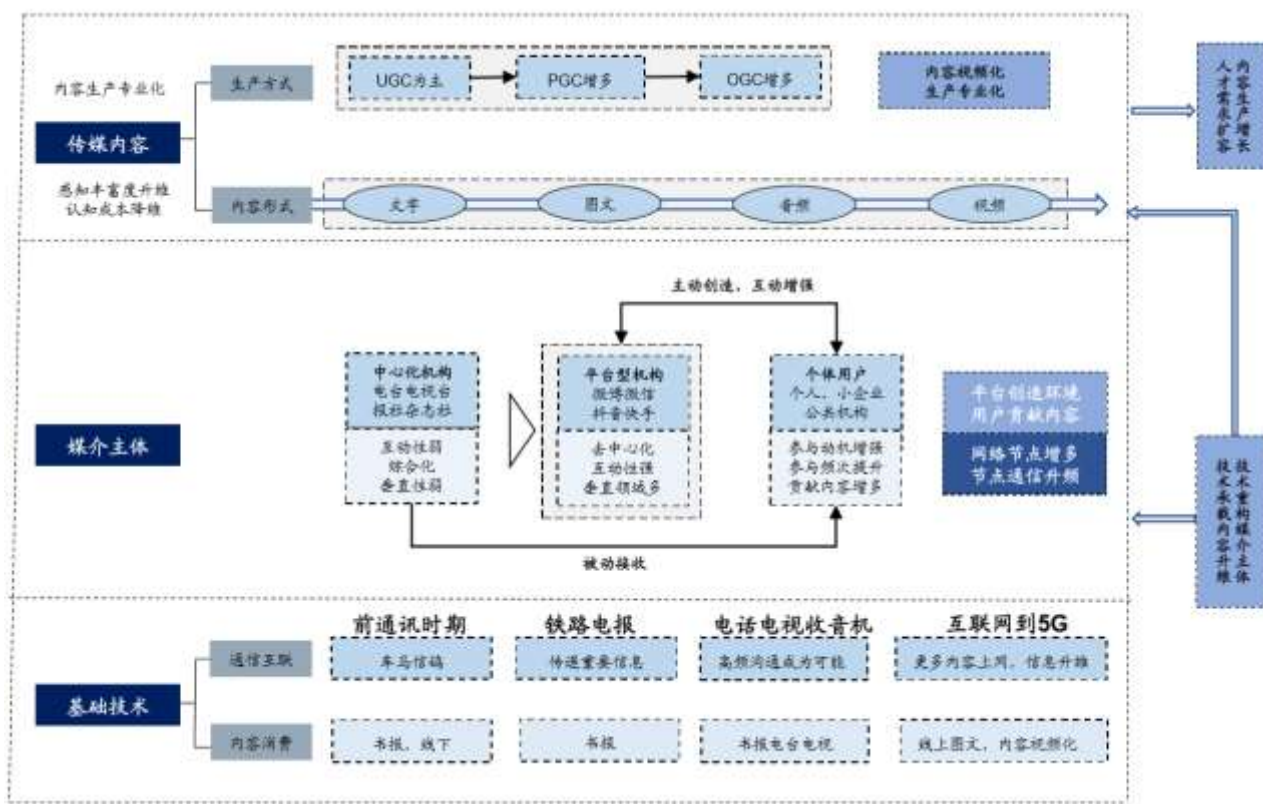 内容生产专业化
生产方式
UGC为主
PGC增多
OGC增多
内容视频化
生产专业化
传媒内容
感知丰富度升维
认知成本降维
内容形式
文字
图文
音频
视频
内容生产增长
人才需求扩容
主动创造，互动增强
中心化机构
电台电视台
报社杂志社
互动性弱
综合化
垂直性弱
平台型机构
微博微信
抖音快手
去中心化
互动性强
垂直领域多
个体用户
个人、小企业
公共机构
参与动机增强
参与频次提升
贡献内容增多
平台创造环境
用户贡献内容
网络节点增多
节点通信升频
媒介主体
被动接收
技术重构媒介主体
技术承载内容升维
前通讯时期
铁路电报
电话电视收音机
互联网到5G
通信互联
车马信鸽
传递重要信息
高频沟通成为可能
更多内容上网，信息升维
基础技术
内容消费
书报、线下
书报
书报电台电视
线上图文、内容视频化